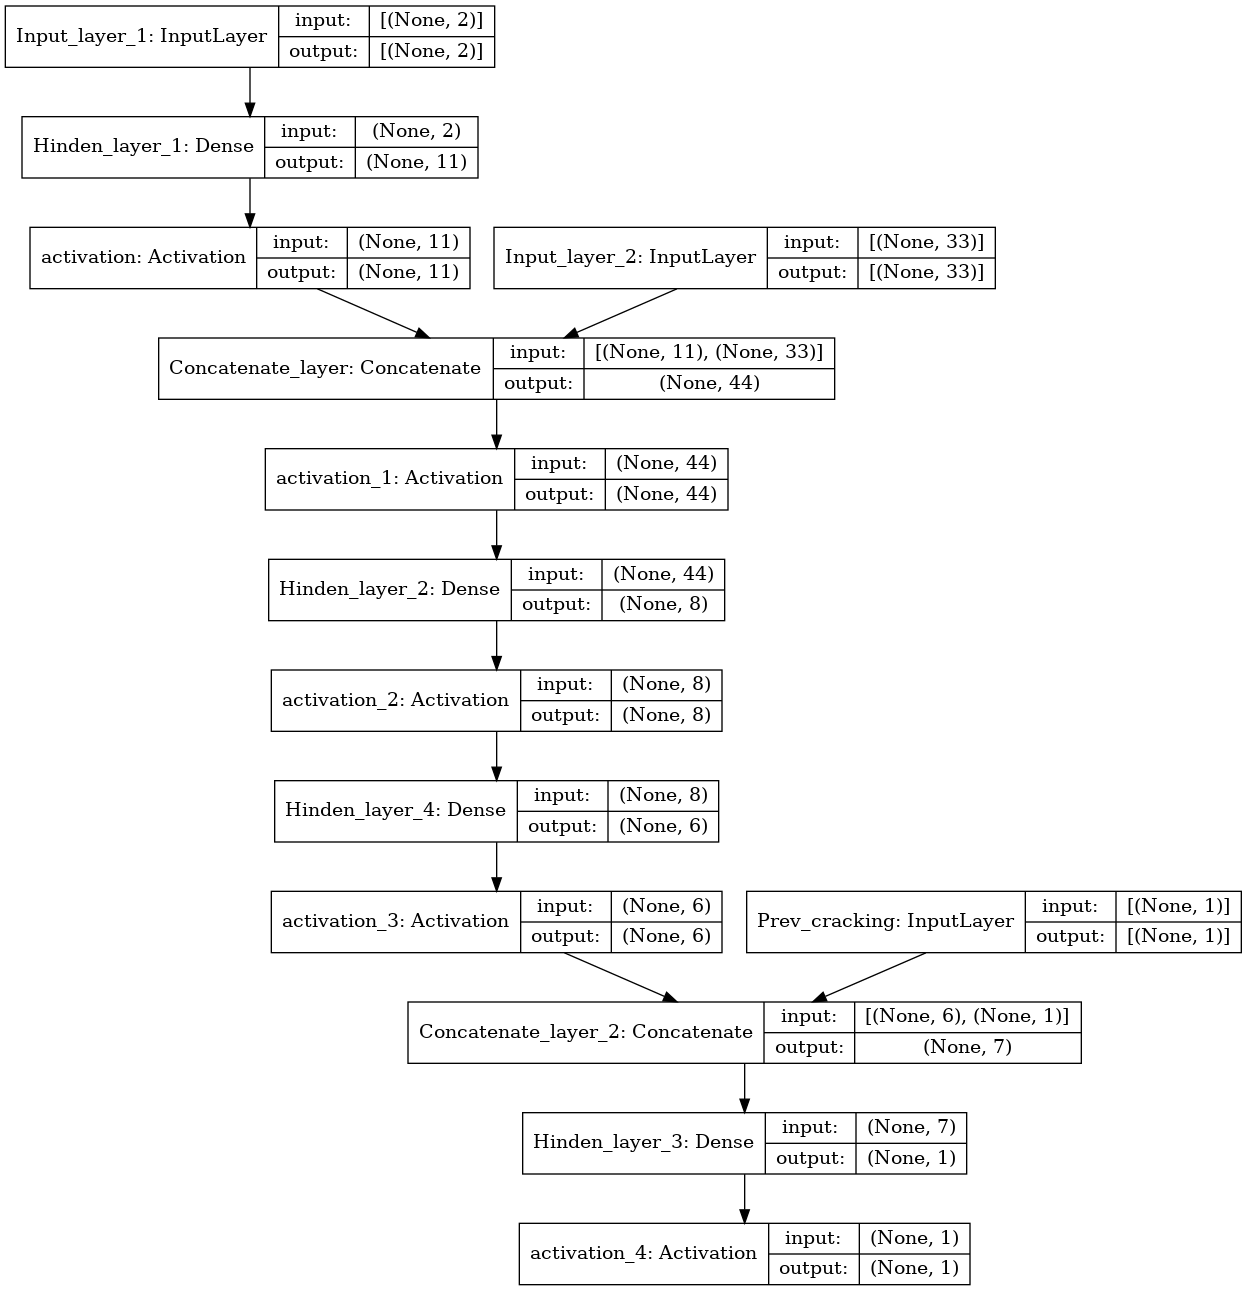 Input_layer_1: InputLayer
input:
[(None, 2)]
output:
[(None, 2)]
Hinden_layer_1: Dense
input:
(None, 2)
output:
(None, 11)
activation: Activation
input:
(None, 11)
output:
(None, 11)
Input_layer_2: InputLayer
input:
[(None, 33)]
output:
[(None, 33)]
Concatenate_layer: Concatenate
input:
[(None, 11), (None, 33)]
output:
(None, 44)
activation_1: Activation
input:
(None, 44)
output:
(None, 44)
Hinden_layer_2: Dense
input:
(None, 44)
output:
(None, 8)
activation_2: Activation
input:
(None, 8)
output:
(None, 8)
Hinden_layer_4: Dense
input:
(None, 8)
output:
(None, 6)
activation_3: Activation
input:
(None, 6)
output:
(None, 6)
Prev_cracking: InputLayer
input:
[(None, 1)]
output:
[(None, 1)]
Concatenate_layer_2: Concatenate
input:
[(None, 6), (None, 1)]
output:
(None, 7)
Hinden_layer_3: Dense
input:
(None, 7)
output:
(None, 1)
activation_4: Activation
input:
(None, 1)
output:
(None, 1)